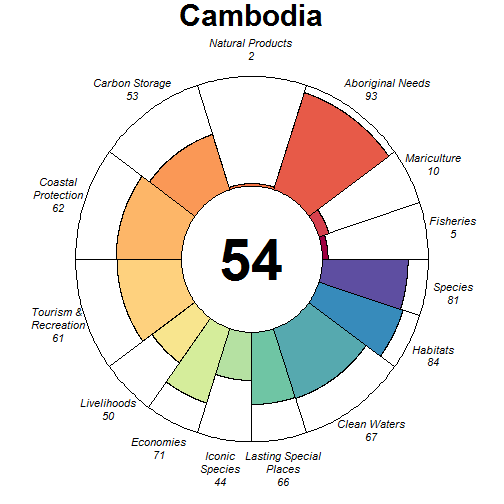 Cambodia
Natural Products
2
Carbon Storage
53
Aboriginal Needs
93
Mariculture
10
Coastal
Protection
62
Fisheries
5
54
Species
81
Tourism &
Recreation
61
Habitats
84
Livelihoods
50
Clean Waters
67
Economies
71
Iconic
Species
44
Lasting Special
Places
66